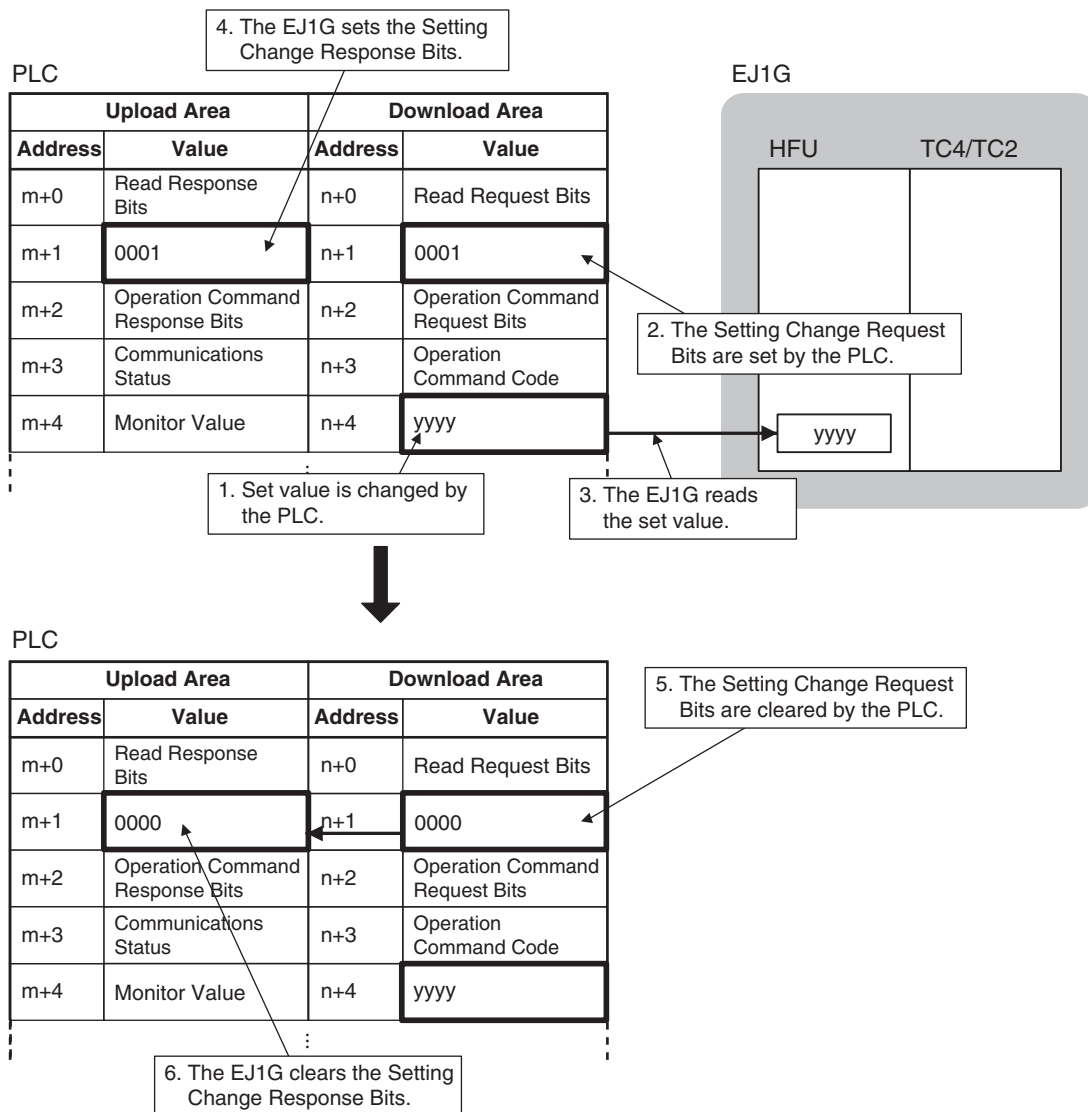 4. The EJ1G sets the Setting
Change Response Bits.
PLC
EJ1G
Upload Area Download Area
Address Value Address Value
HFU TC4/TC2
m+0 Read Response
Bits n+0 Read Request Bits
m+1 0001 n+1 0001
m+2 Operation Command
Response Bits n+2 Operation Command
Request Bits
2. The Setting Change Request
Bits are set by the PLC.
m+3 Communications
Status n+3 Operation
Command Code
m+4 Monitor Value n+4 yyyy
yyyy
1. Set value is changed by
the PLC.
3. The EJ1G reads
the set value.
PLC
Upload Area Download Area
Address Value Address Value
5. The Setting Change Request
Bits are cleared by the PLC.
m+0 Read Response
Bits n+0 Read Request Bits
m+1 0000 n+1 0000
m+2 Operation Command
Response Bits n+2 Operation Command
Request Bits
m+3 Communications
Status n+3 Operation
Command Code
m+4 Monitor Value n+4 yyyy
6. The EJ1G clears the Setting
Change Response Bits.